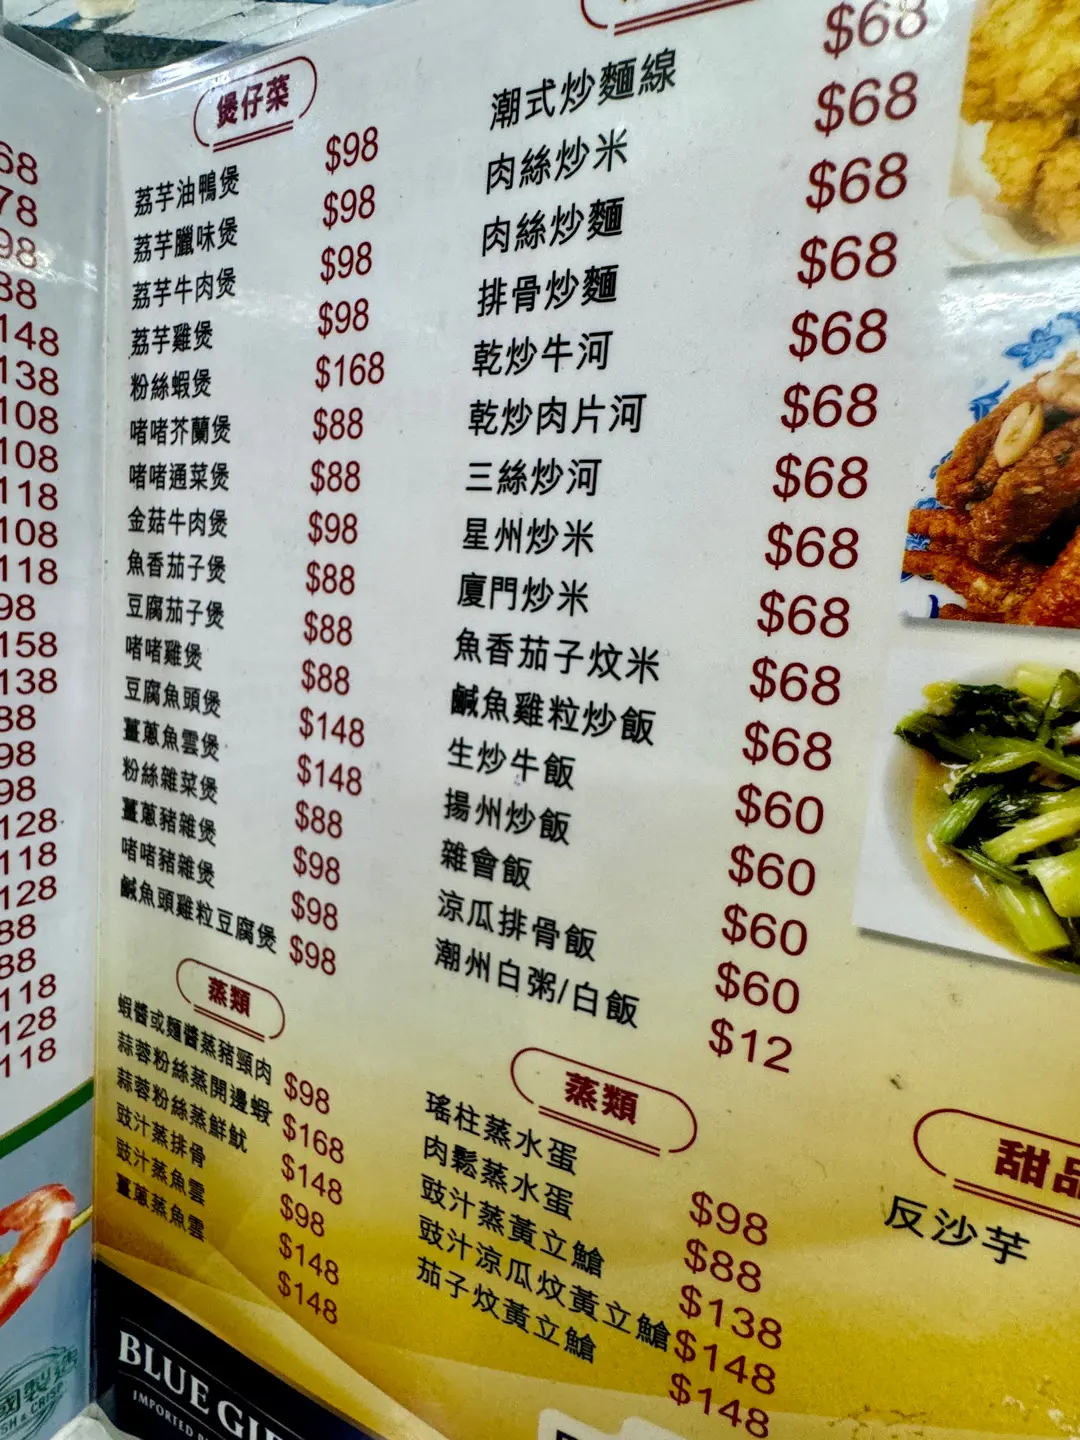 68
78
98
88
148
138
108
108
118
108
118
98
158
138
88
98
98
128
118
128
88
88
118
128
118
煲仔菜
荔芋油鴨煲 $98
荔芋臘味煲 $98
荔芋牛肉煲 $98
荔芋雞煲 $98
粉絲蝦煲 $168
啫啫芥蘭煲 $88
啫啫通菜煲 $88
金菇牛肉煲 $98
魚香茄子煲 $88
豆腐茄子煲 $88
啫啫雞煲 $88
豆腐魚頭煲 $148
薑蔥魚雲煲 $148
粉絲雜菜煲 $88
薑蔥豬雜煲 $98
啫啫豬雜煲 $98
鹹魚頭雞粒豆腐煲 $98
蒸類
蝦醬或麵醬蒸豬頸肉 $98
蒜蓉粉絲蒸開邊蝦 $168
蒜蓉粉絲蒸鮮魷 $148
豉汁蒸排骨 $98
豉汁蒸魚雲 $148
薑蔥蒸魚雲 $148
潮式炒麵線 $68
肉絲炒米 $68
肉絲炒麵 $68
排骨炒麵 $68
乾炒牛河 $68
乾炒肉片河 $68
三絲炒河 $68
星州炒米 $68
廈門炒米 $68
魚香茄子炆米 $68
鹹魚雞粒炒飯 $68
生炒牛飯 $60
揚州炒飯 $60
雜會飯 $60
涼瓜排骨飯 $60
潮州白粥/白飯 $12
蒸類
瑤柱蒸水蛋 $98
肉鬆蒸水蛋 $88
豉汁蒸黃立鱠 $138
豉汁涼瓜炆黃立鱠 $148
茄子炆黃立鱠 $148
甜品
反沙芋
BLUE GI
IMPORTED